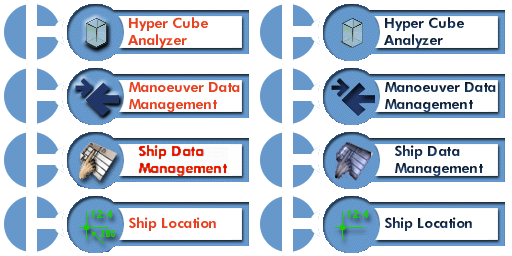 Hyper Cube
Analyzer
Manoeuver Data
Management
Ship Data
Management
Ship Location
Hyper Cube
Analyzer
Manoeuver Data
Management
Ship Data
Management
Ship Location